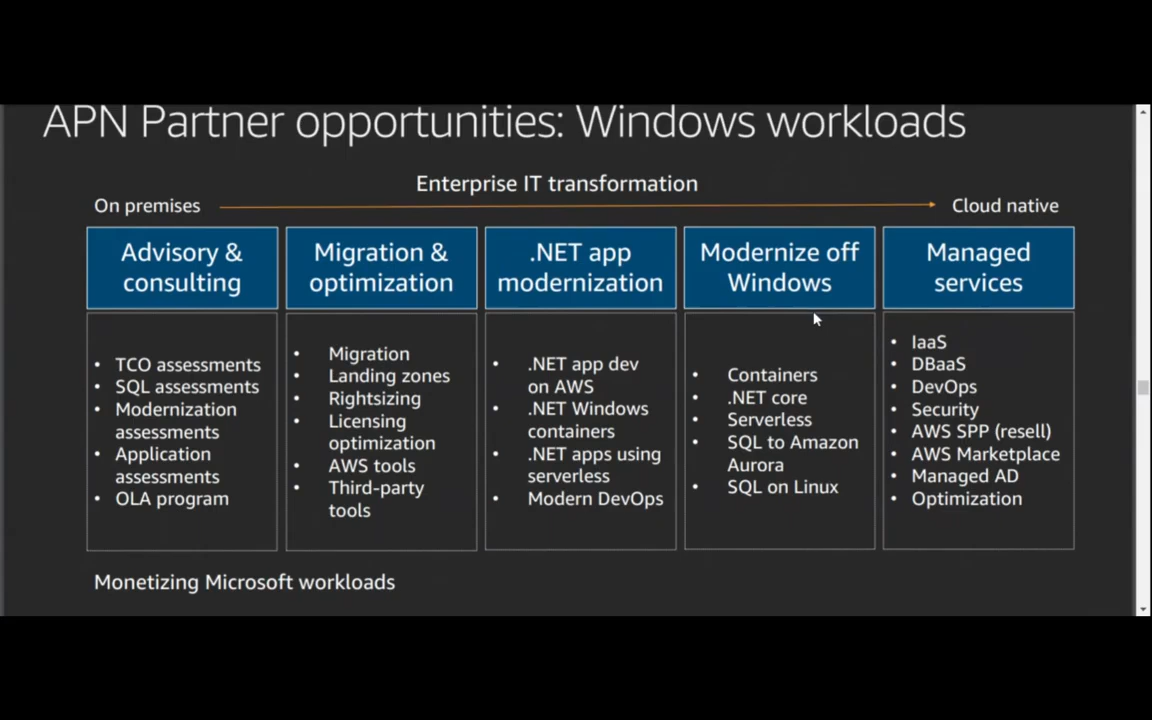 APN Partner opportunities: Windows workloads
Enterprise IT transformation
On premises
Cloud native
Advisory &
consulting
• TCO assessments
• SQL assessments
• Modernization
assessments
• Application
assessments
• OLA program
Migration &
optimization
• Migration
• Landing zones
• Rightsizing
• Licensing
optimization
• AWS tools
• Third-party
tools
.NET app
modernization
• .NET app dev
on AWS
• .NET Windows
containers
• .NET apps using
serverless
• Modern DevOps
Modernize off
Windows
• Containers
• .NET core
• Serverless
• SQL to Amazon
Aurora
• SQL on Linux
Managed
services
• IaaS
• DBaaS
• DevOps
• Security
• AWS SPP (resell)
• AWS Marketplace
• Managed AD
• Optimization
Monetizing Microsoft workloads